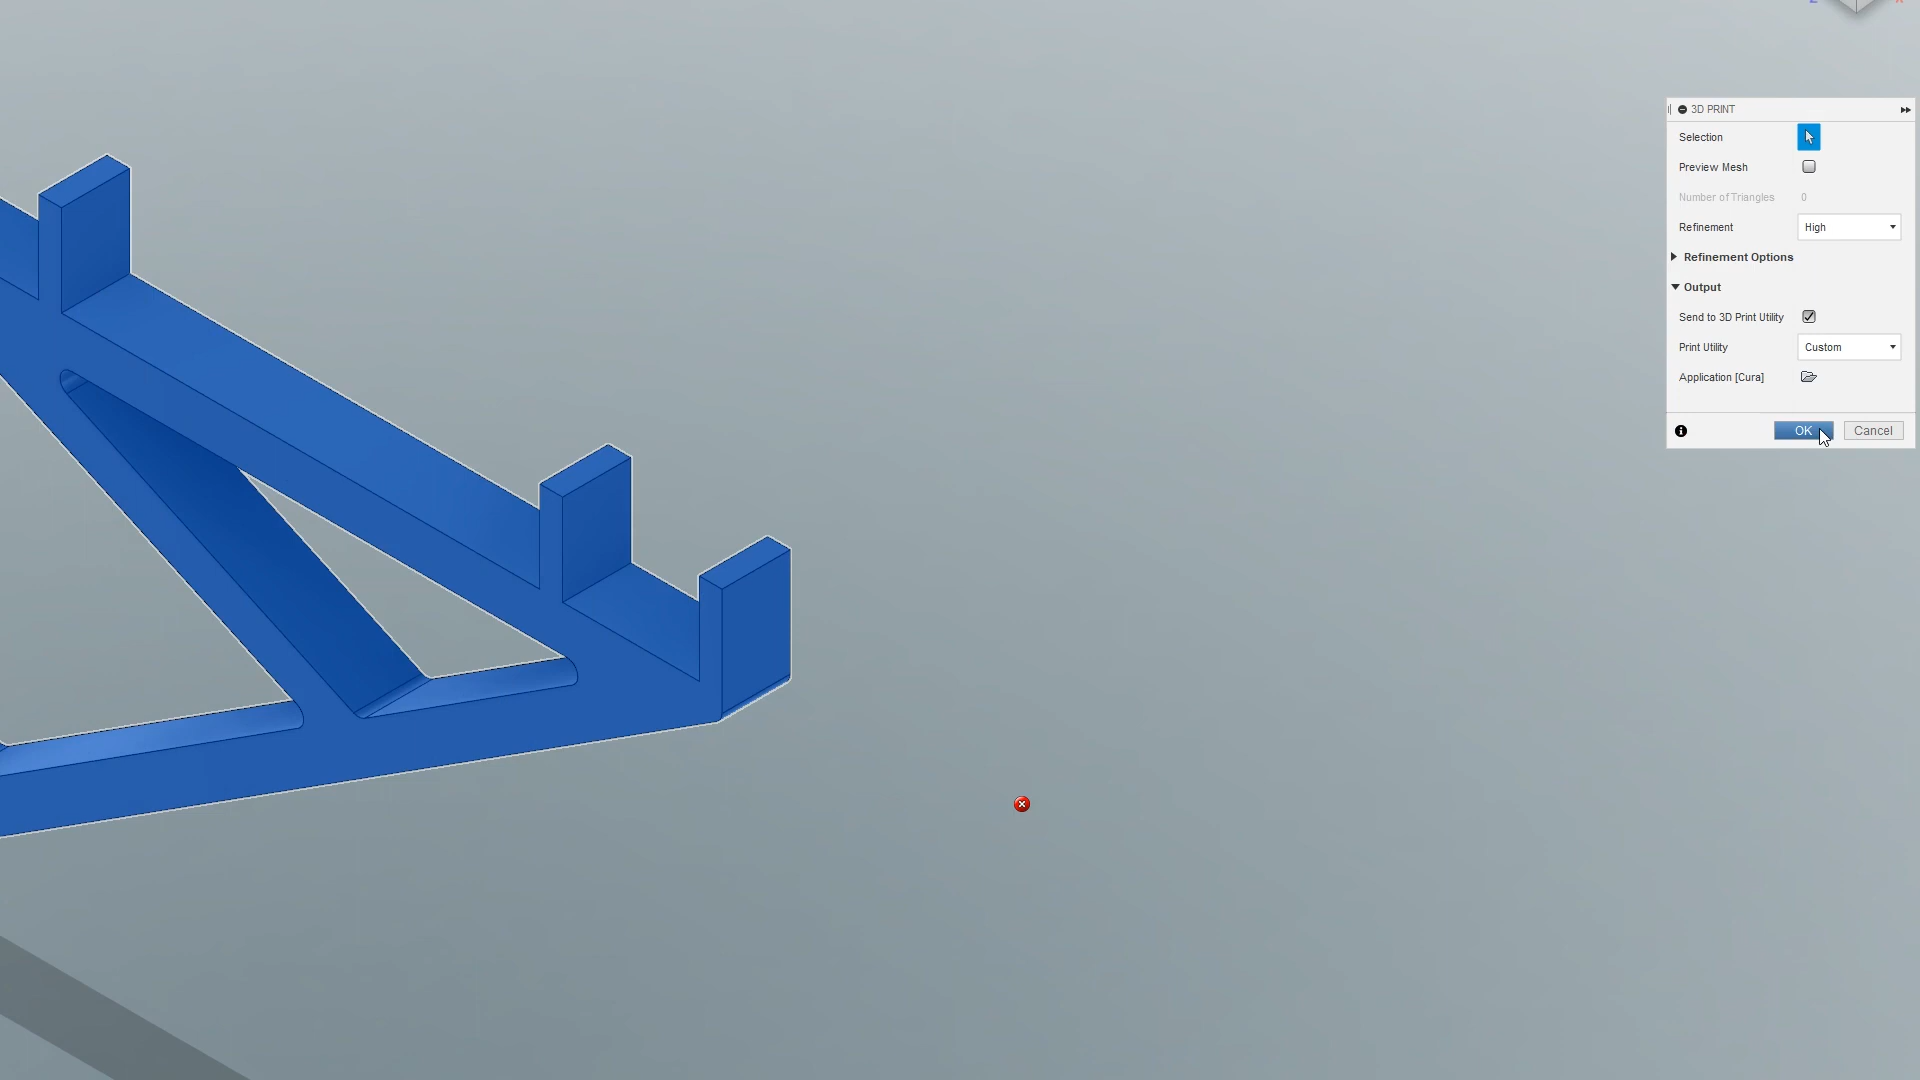 3D PRINT
Selection
Preview Mesh
Number of Triangles 0
Refinement High
Refinement Options
Output
Send to 3D Print Utility
Print Utility Custom
Application [Cura]
OK Cancel